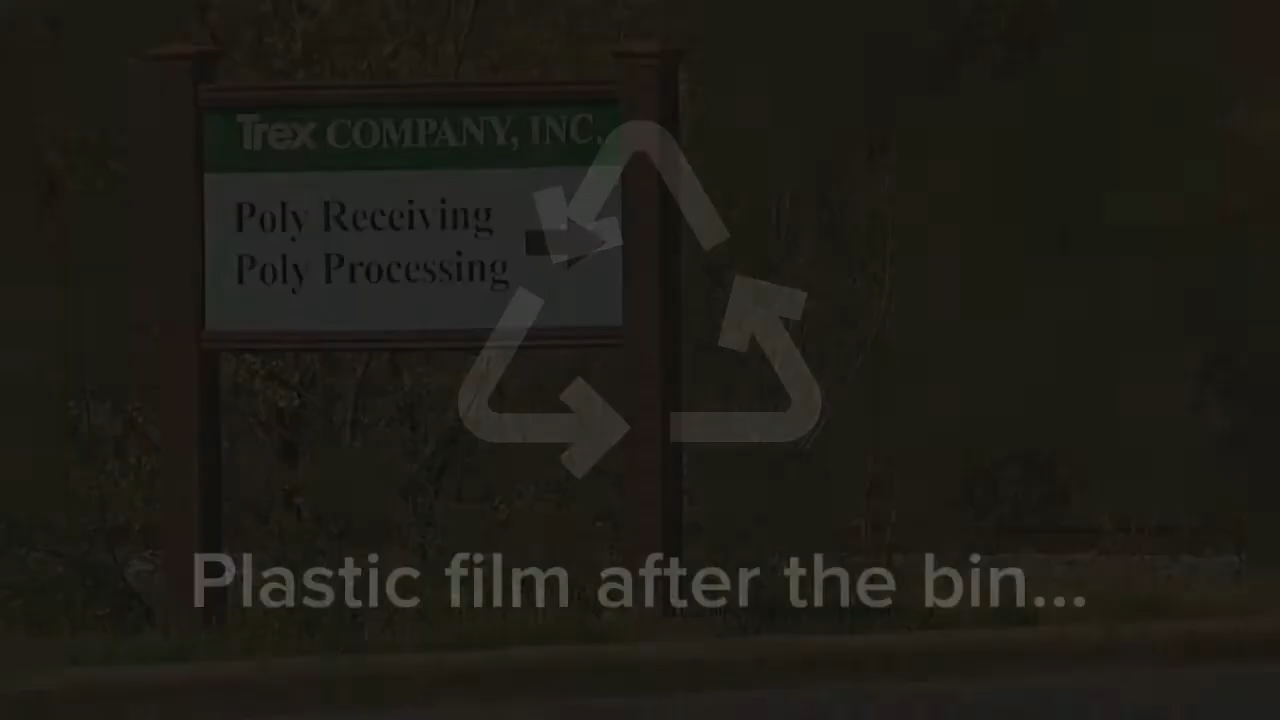 Trex COMPANY, INC.
Poly Receiving
Poly Processing
Plastic film after the bin...